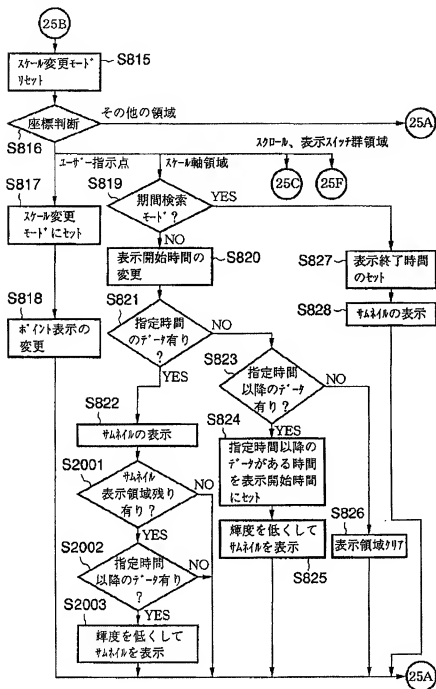 25B
S815
スケール変更モード
リセット
その他の領域
25A
座標判断
S816
スクロール、表示スイッチ群領域
ユーザー指示点
スケール軸領域
25C
25F
S817
S819
期間検索
モード?
YES
スケール変更
モードにセット
NO
S820
表示開始時間の
変更
S827
表示終了時間
のセット
S828
サムネイルの表示
S818
ポイント表示の
変更
S821
指定時間
のデータ有り
?
NO
YES
S823
指定時間
以降のデータ
有り?
NO
YES
S822
サムネイルの表示
S824
指定時間以降の
データがある時間
を表示開始時間
にセット
S2001
サムネイル
表示領域残り
有り?
NO
YES
S826
表示領域クリア
輝度を低くして
サムネイルを表示
S825
S2002
指定時間
以降のデータ有り
?
NO
YES
S2003
輝度を低くして
サムネイルを表示
25A